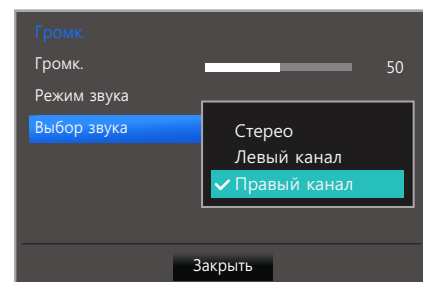 Громк.
Громк. 50
Режим звука
Выбор звука
Стерео
Левый канал
Правый канал
Закрыть